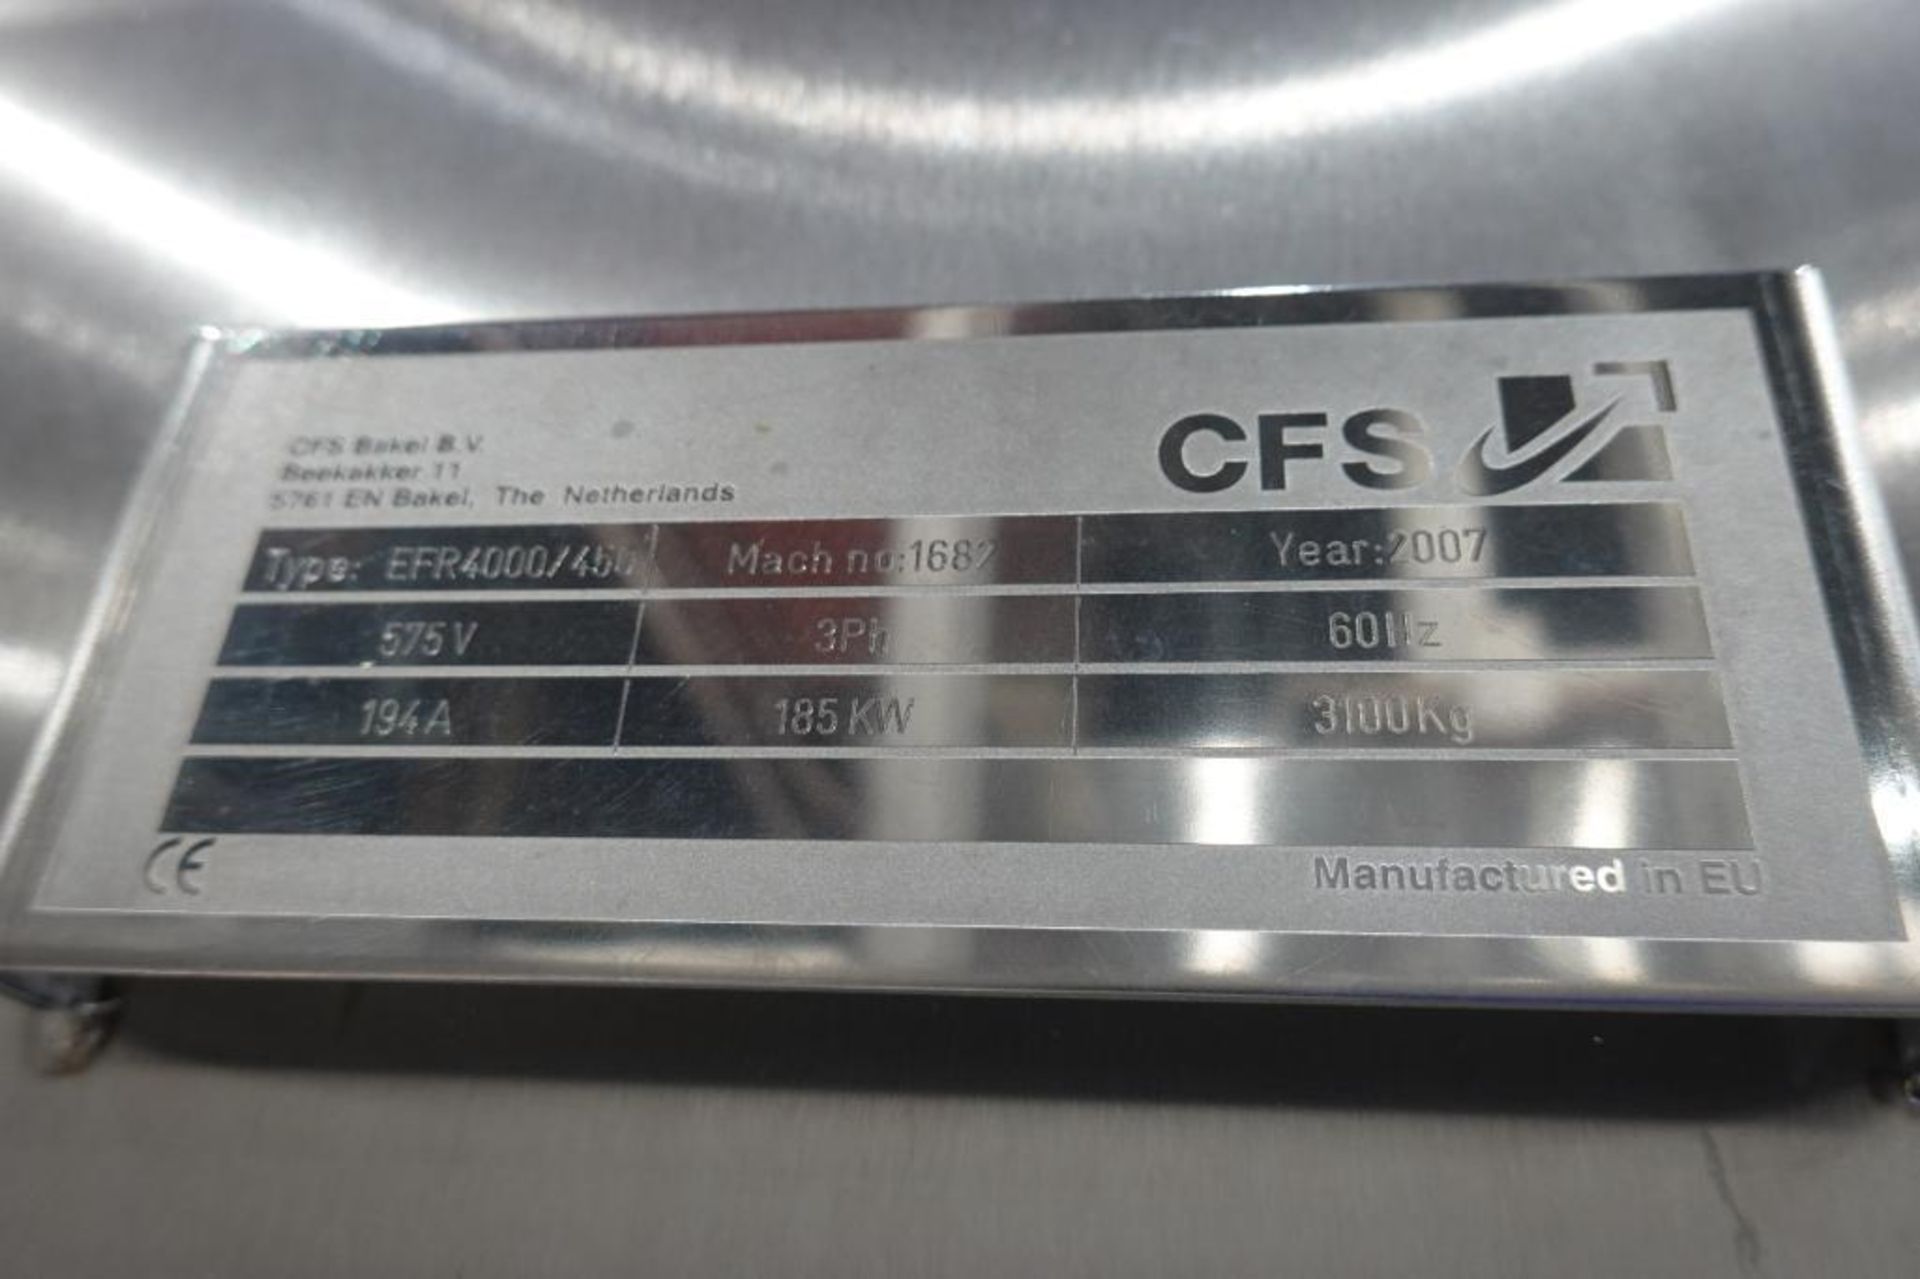 CFS Bakel B.V.
Beekakker 11
5761 EN Bakel, The Netherlands
CFS
Type: EFR4000/450 Mach no:1682 Year:2007
575V 3Ph 60Hz
194A 185KW 3100Kg
CE
Manufactured in EU